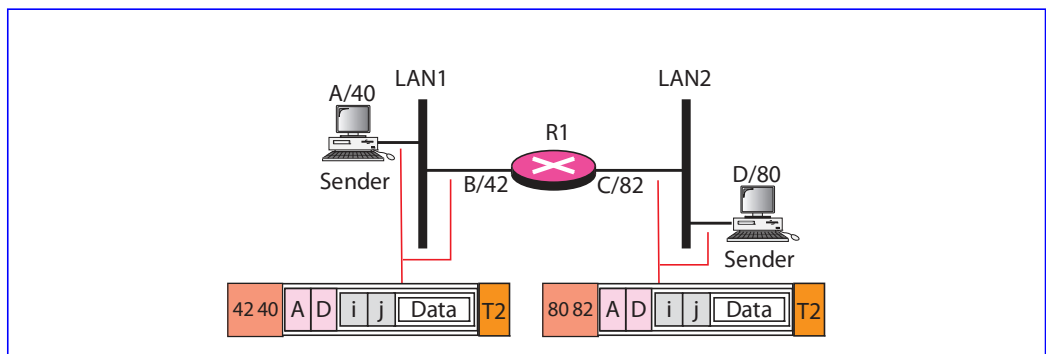 LAN1
LAN2
A/40
R1
D/80
Sender
B/42
C/82
Sender
42 40 A D i j Data T2
80 82 A D i j Data T2